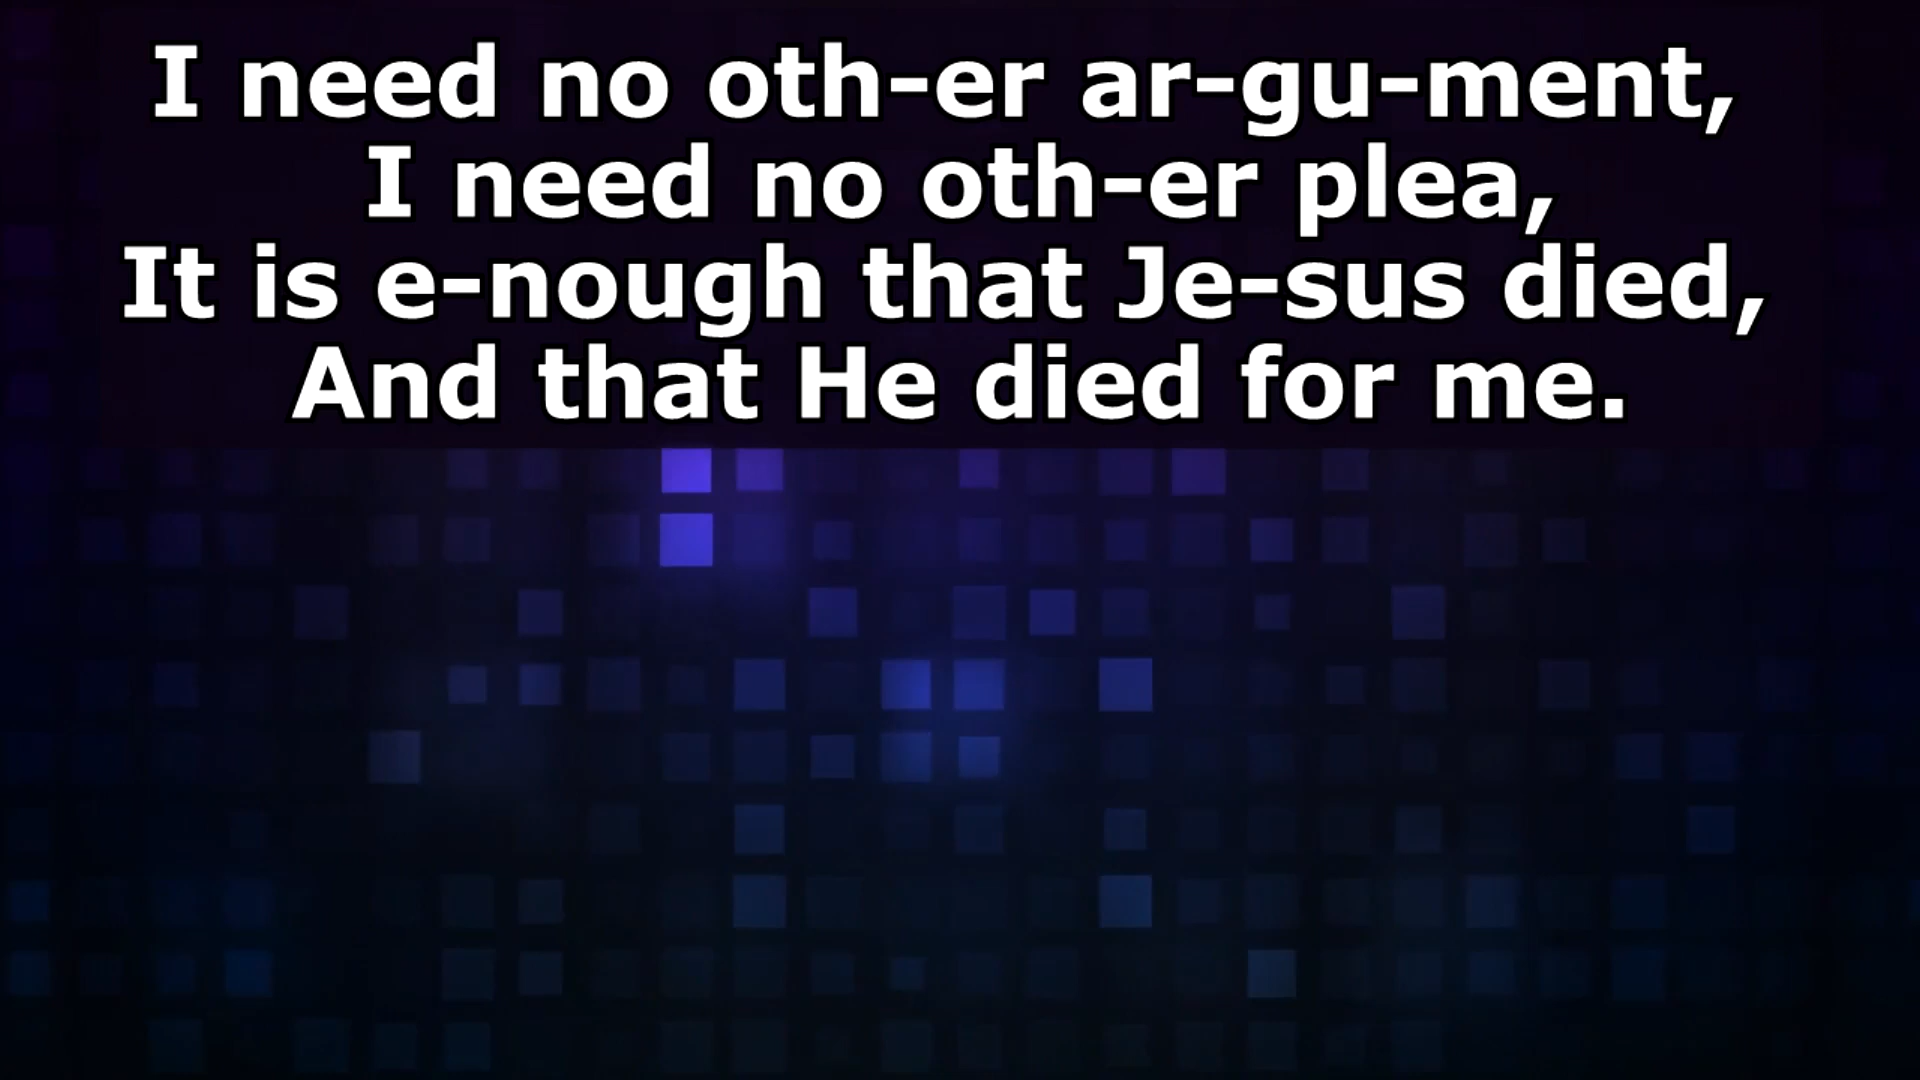 I need no oth-er ar-gu-ment,
I need no oth-er plea,
It is e-nough that Je-sus died,
And that He died for me.